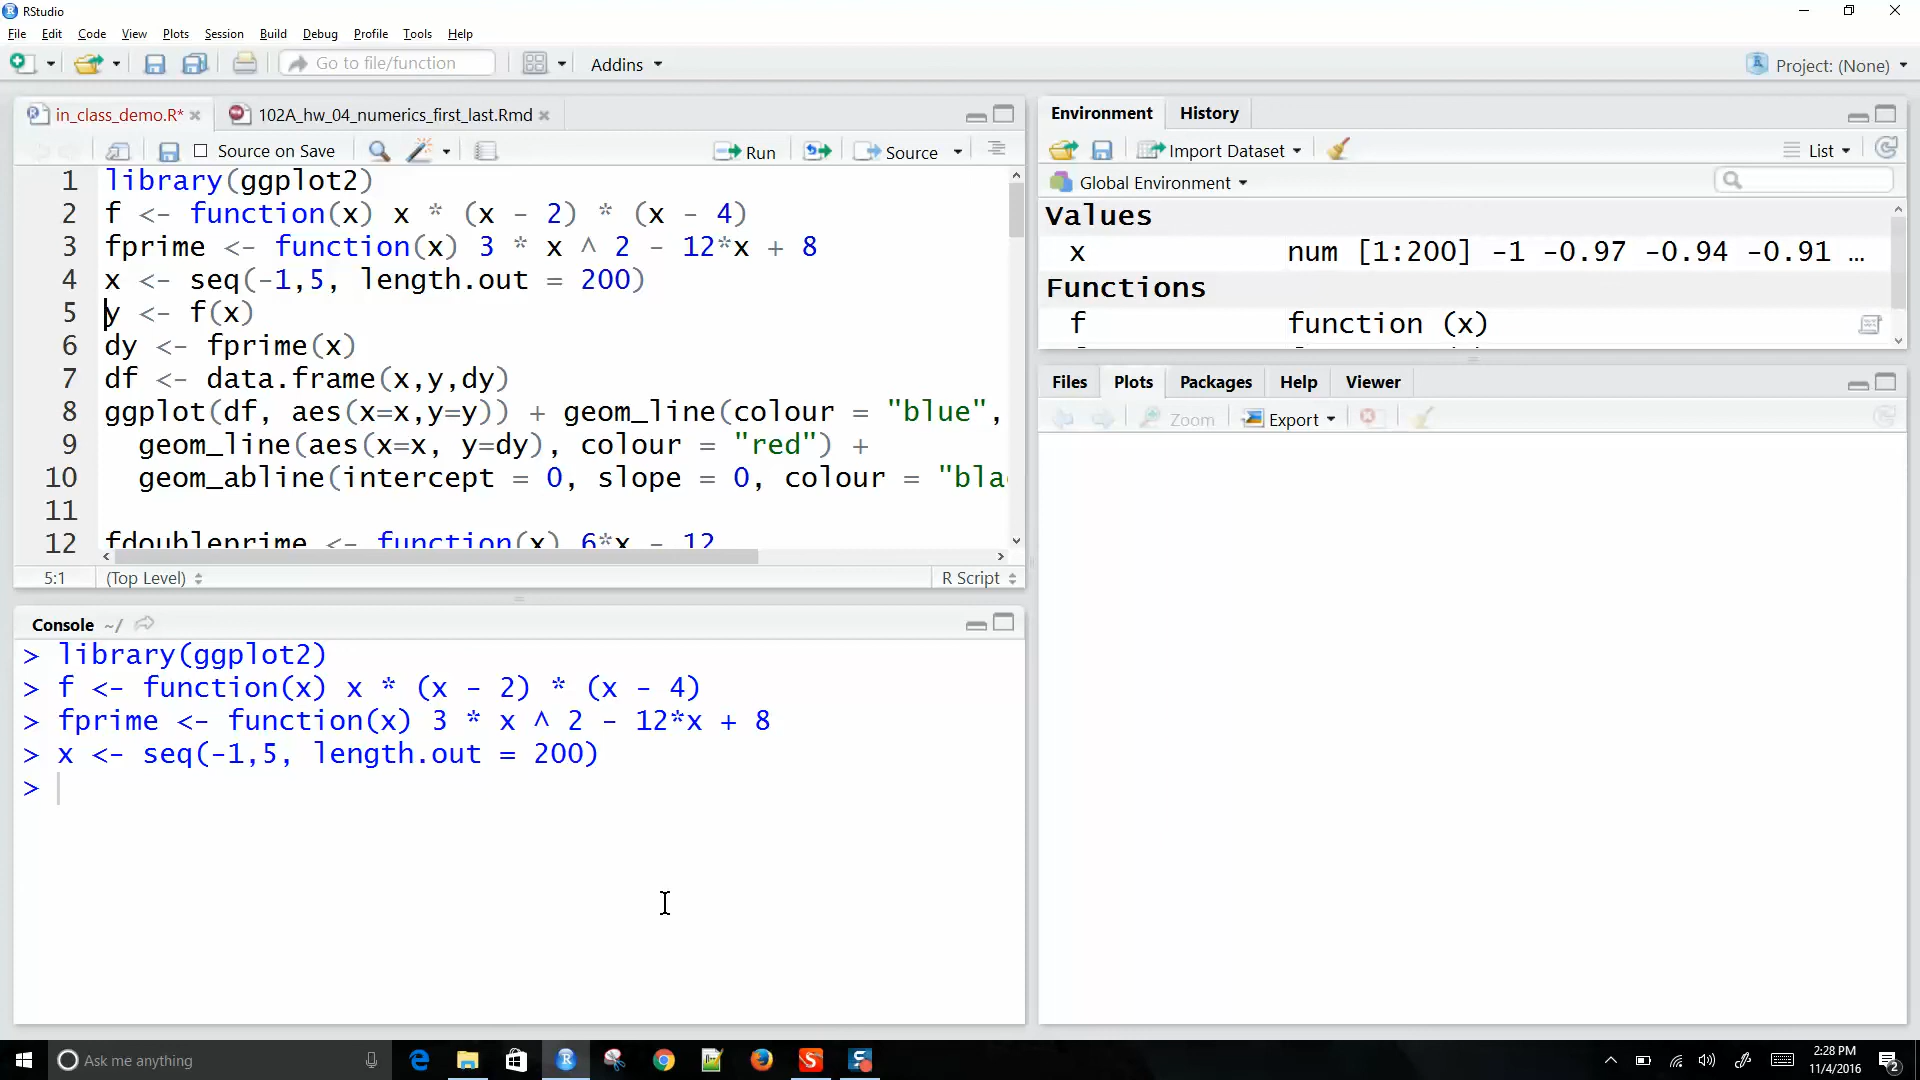 RStudio
File Edit Code View Plots Session Build Debug Profile Tools Help
Go to file/function Addins Project: (None)
in_class_demo.R* 102A_hw_04_numerics_first_last.Rmd
Source on Save Run Source
1 library(ggplot2)
2 f <- function(x) x * (x - 2) * (x - 4)
3 fprime <- function(x) 3 * x ^ 2 - 12*x + 8
4 x <- seq(-1,5, length.out = 200)
5 y <- f(x)
6 dy <- fprime(x)
7 df <- data.frame(x,y,dy)
8 ggplot(df, aes(x=x,y=y)) + geom_line(colour = "blue",
9 geom_line(aes(x=x, y=dy), colour = "red") +
10 geom_abline(intercept = 0, slope = 0, colour = "bla
11
12 fdoubleprime <- function(x) 6*x - 12
5:1 (Top Level) R Script
Console ~/
> library(ggplot2)
> f <- function(x) x * (x - 2) * (x - 4)
> fprime <- function(x) 3 * x ^ 2 - 12*x + 8
> x <- seq(-1,5, length.out = 200)
>
Environment History
Import Dataset List
Global Environment
Values
x num [1:200] -1 -0.97 -0.94 -0.91 ...
Functions
f function (x)
Files Plots Packages Help Viewer
Zoom Export
Ask me anything
2:28 PM
11/4/2016
2